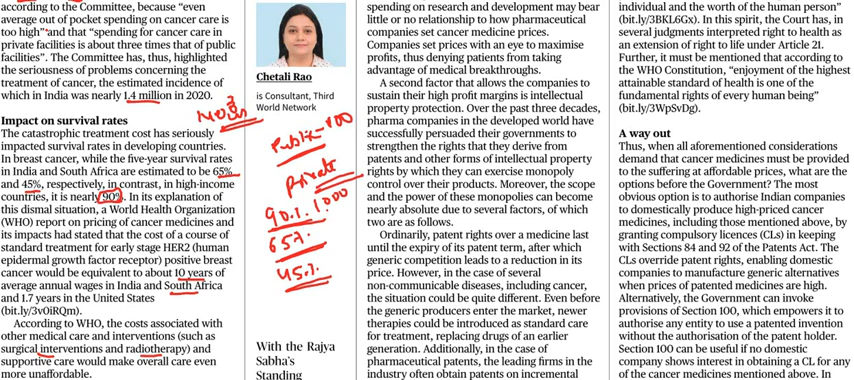 according to the Committee, because “even
average out of pocket spending on cancer care is
too high” and that “spending for cancer care in
private facilities is about three times that of public
facilities”. The Committee has, thus, highlighted
the seriousness of problems concerning the
treatment of cancer, the estimated incidence of
which in India was nearly 1.4 million in 2020.
Impact on survival rates
The catastrophic treatment cost has seriously
impacted survival rates in developing countries.
In breast cancer, while the five-year survival rates
in India and South Africa are derived to be 65%
and 45%, respectively, in contrast, in high-income
countries, it is nearly 90%. In its explanation of
this dismal situation, a World Health Organization
(WHO) report on pricing of cancer medicines and
its impacts had stated that the cost of a course of
standard treatment for early stage HER2 (human
epidermal growth factor receptor) positive breast
cancer would be equivalent to about 10 years of
average annual wages in India and South Africa
and 1.7 years in the United States
(bit.ly/3v0iRQm).
According to WHO, the costs associated with
other medical care and interventions (such as
surgical interventions and radiotherapy) and
supportive care would make overall care even
more unaffordable.
Chetali Rao
is Consultant, Third
World Network
Public-
Private
90%
1000
65%
45%
With the Rajya
Sabha's
Standing
spending on research and development may bear
little or no relationship to how pharmaceutical
companies set cancer medicine prices.
Companies set prices with an eye to maximise
profits, thus denying patients from taking
advantage of medical breakthroughs.
A second factor that allows the companies to
sustain their high profit margins is intellectual
property protection. Over the past three decades,
pharma companies in the developed world have
successfully persuaded their governments to
strengthen the rights that they derive from
patents and other forms of intellectual property
rights by which they can exercise monopoly
control over their products. Moreover, the scope
and the power of these monopolies can become
nearly absolute due to several factors, of which
two are as follows.
Ordinarily, patent rights over a medicine last
until the expiry of its patent term, after which
generic competition leads to a reduction in its
price. However, in the case of several
non-communicable diseases, including cancer,
the situation could be quite different. Even before
the generic producers enter the market, newer
therapies could be introduced as standard care
for treatment, replacing drugs of an earlier
generation. Additionally, in the case of
pharmaceutical patents, the leading firms in the
industry often obtain patents on incremental
individual and the worth of the human person”
(bit.ly/3BKL6Gx). In this spirit, the Court has, in
several judgments interpreted right to health as
an extension of right to life under Article 21.
Further, it must be mentioned that according to
the WHO Constitution, “enjoyment of the highest
attainable standard of health is one of the
fundamental rights of every human being”
(bit.ly/3WpSvDg).
A way out
Thus, when all aforementioned considerations
demand that cancer medicines must be provided
to the suffering at affordable prices, what are the
options before the Government? The most
obvious option is to authorise Indian companies
to domestically produce high-priced cancer
medicines, including those mentioned above, by
granting compulsory licences (CLs) in keeping
with Sections 84 and 92 of the Patents Act. The
CLs override patent rights, enabling domestic
companies to manufacture generic alternatives
when prices of patented medicines are high.
Alternatively, the Government can invoke
provisions of Section 100, which empowers it to
authorise any entity to use a patented invention
without the authorisation of the patent holder.
Section 100 can be useful if no domestic
company shows interest in obtaining a CL for any
of the cancer medicines mentioned above. In